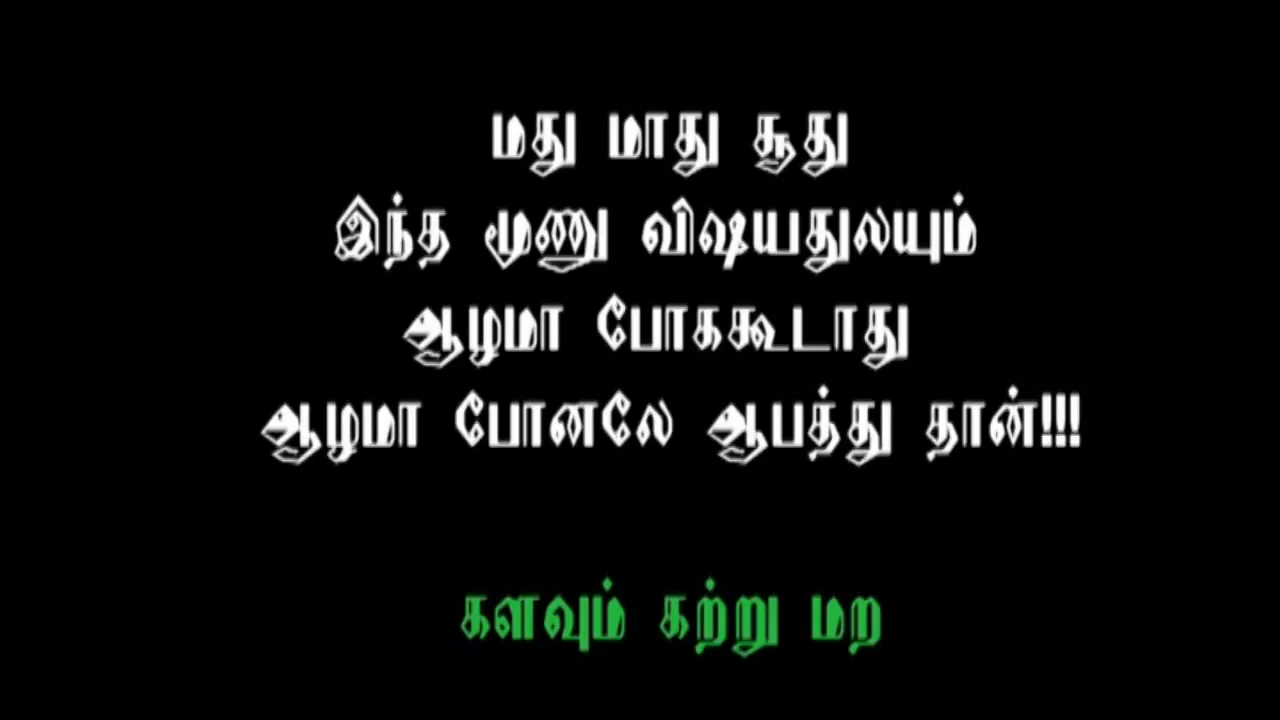 மது மாது சூது
இந்த மூணு விஷயதுலயும்
ஆழமா போககூடாது
ஆழமா போனலே ஆபத்து தான்!!!
களவும் கற்று மற